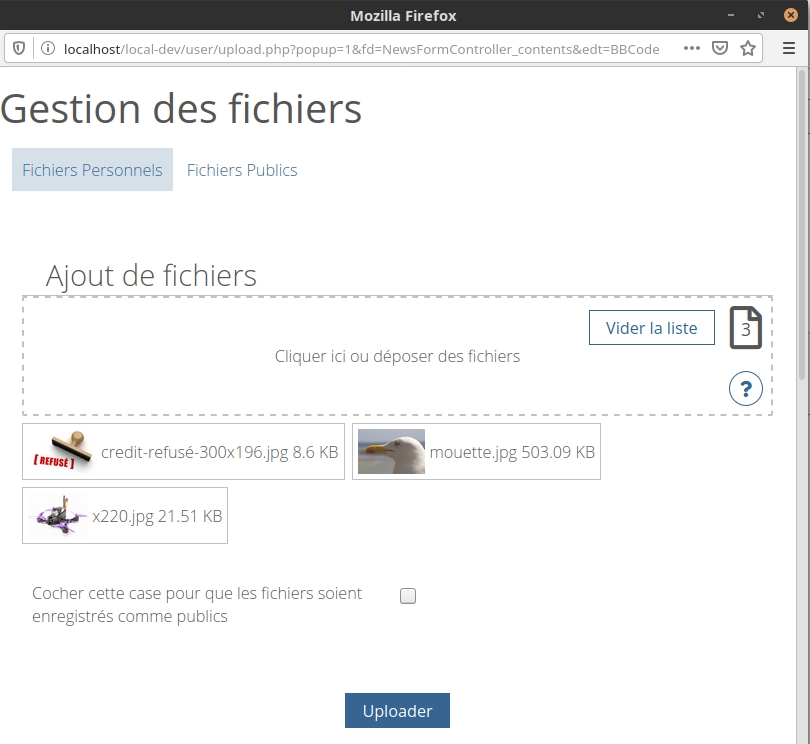 Mozilla Firefox
localhost/local-dev/user/upload.php?popup=1&fd=NewsFormController_contents&edt=BBCode
Gestion des fichiers
Fichiers Personnels Fichiers Publics
Ajout de fichiers
Vider la liste 3
Cliquer ici ou déposer des fichiers
?
[ REFUSÉ ] credit-refusé-300x196.jpg 8.6 KB mouette.jpg 503.09 KB
x220.jpg 21.51 KB
Cocher cette case pour que les fichiers soient
enregistrés comme publics
Uploader